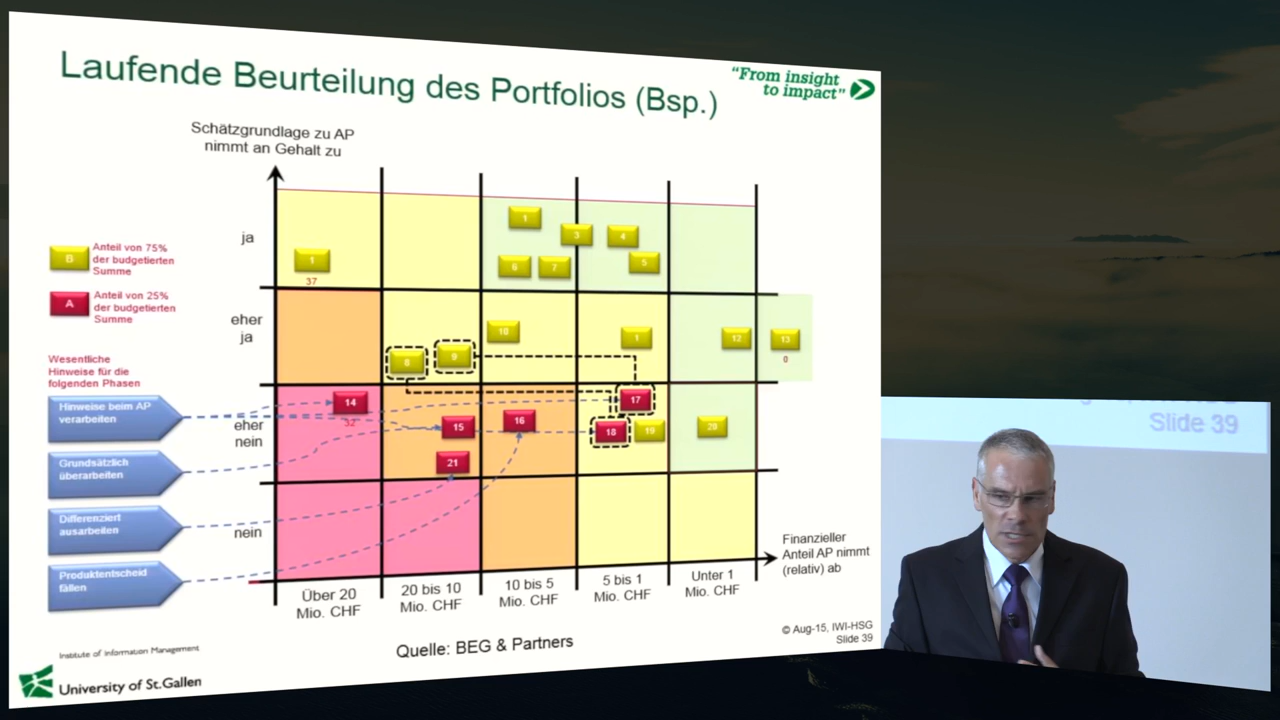 Laufende Beurteilung des Portfolios (Bsp.)
"From insight
to impact"
Schätzgrundlage zu AP
nimmt an Gehalt zu
ja
eher
ja
eher
nein
nein
B
Anteil von 75%
der budgetierten
Summe
A
Anteil von 25%
der budgetierten
Summe
Wesentliche
Hinweise für die
folgenden Phasen
Hinweise beim AP
verarbeiten
Grundsätzlich
überarbeiten
Differenziert
ausarbeiten
Produktentscheid
fällen
1
37
1
3
4
6
7
5
10
8
9
1
12
13
0
14
32
15
16
17
18
19
20
21
Über 20
Mio. CHF
20 bis 10
Mio. CHF
10 bis 5
Mio. CHF
5 bis 1
Mio. CHF
Unter 1
Mio. CHF
Finanzieller
Anteil AP nimmt
(relativ) ab
Quelle: BEG & Partners
© Aug-15, IWI-HSG
Slide 39
Institute of Information Management
University of St.Gallen
Slide 39